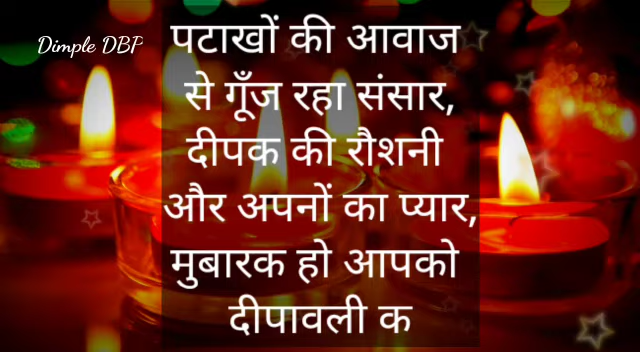 Dimple DBP
पटाखों की आवाज
से गूँज रहा संसार,
दीपक की रौशनी
और अपनों का प्यार,
मुबारक हो आपको
दीपावली क